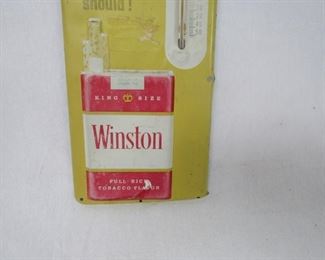 should!
KING SIZE
Winston
FULL-RICH
TOBACCO FLAVOR